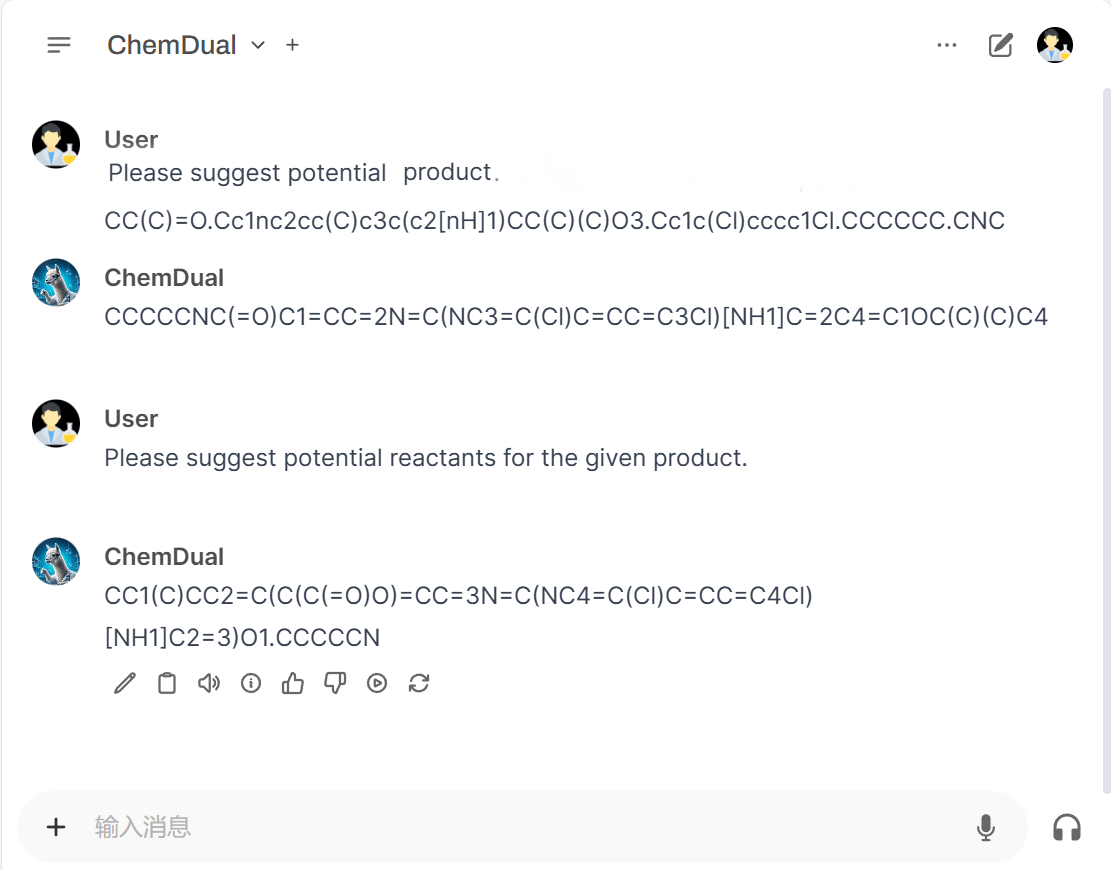 ChemDual
User
Please suggest potential product.
CC(C)=O.Cc1nc2cc(C)c3c(c2[nH]1)CC(C)(C)O3.Cc1c(Cl)cccc1Cl.CCCCCC.CNC
ChemDual
CCCCCNC(=O)C1=CC=2N=C(NC3=C(Cl)C=CC=C3Cl)[NH1]C=2C4=C1OC(C)(C)C4
User
Please suggest potential reactants for the given product.
ChemDual
CC1(C)CC2=C(C(C(=O)O)=CC=3N=C(NC4=C(Cl)C=CC=C4Cl)
[NH1]C2=3)O1.CCCCCN
输入消息